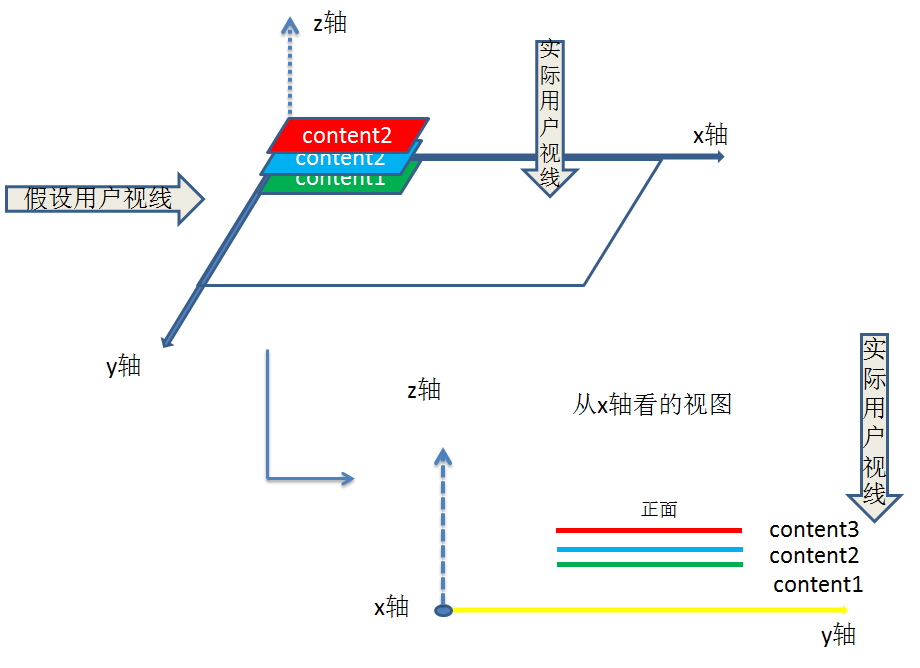 z轴
实际用户视线
content2
content2
content1
x轴
假设用户视线
y轴
z轴
从x轴看的视图
实际用户视线
正面
content3
content2
content1
x轴
y轴